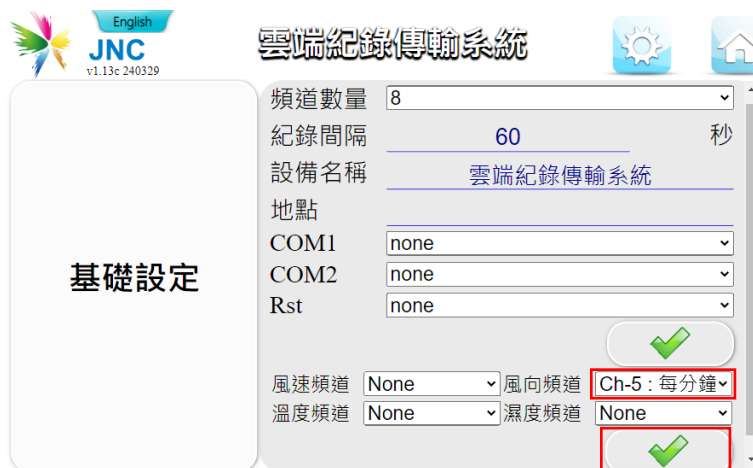 English
JNC
v1.13c 240329
雲端紀錄傳輸系統
基礎設定
頻道數量 8
紀錄間隔 60 秒
設備名稱 雲端紀錄傳輸系統
地點
COM1 none
COM2 none
Rst none
風速頻道 None 風向頻道 Ch-5 : 每分鐘
溫度頻道 None 濕度頻道 None